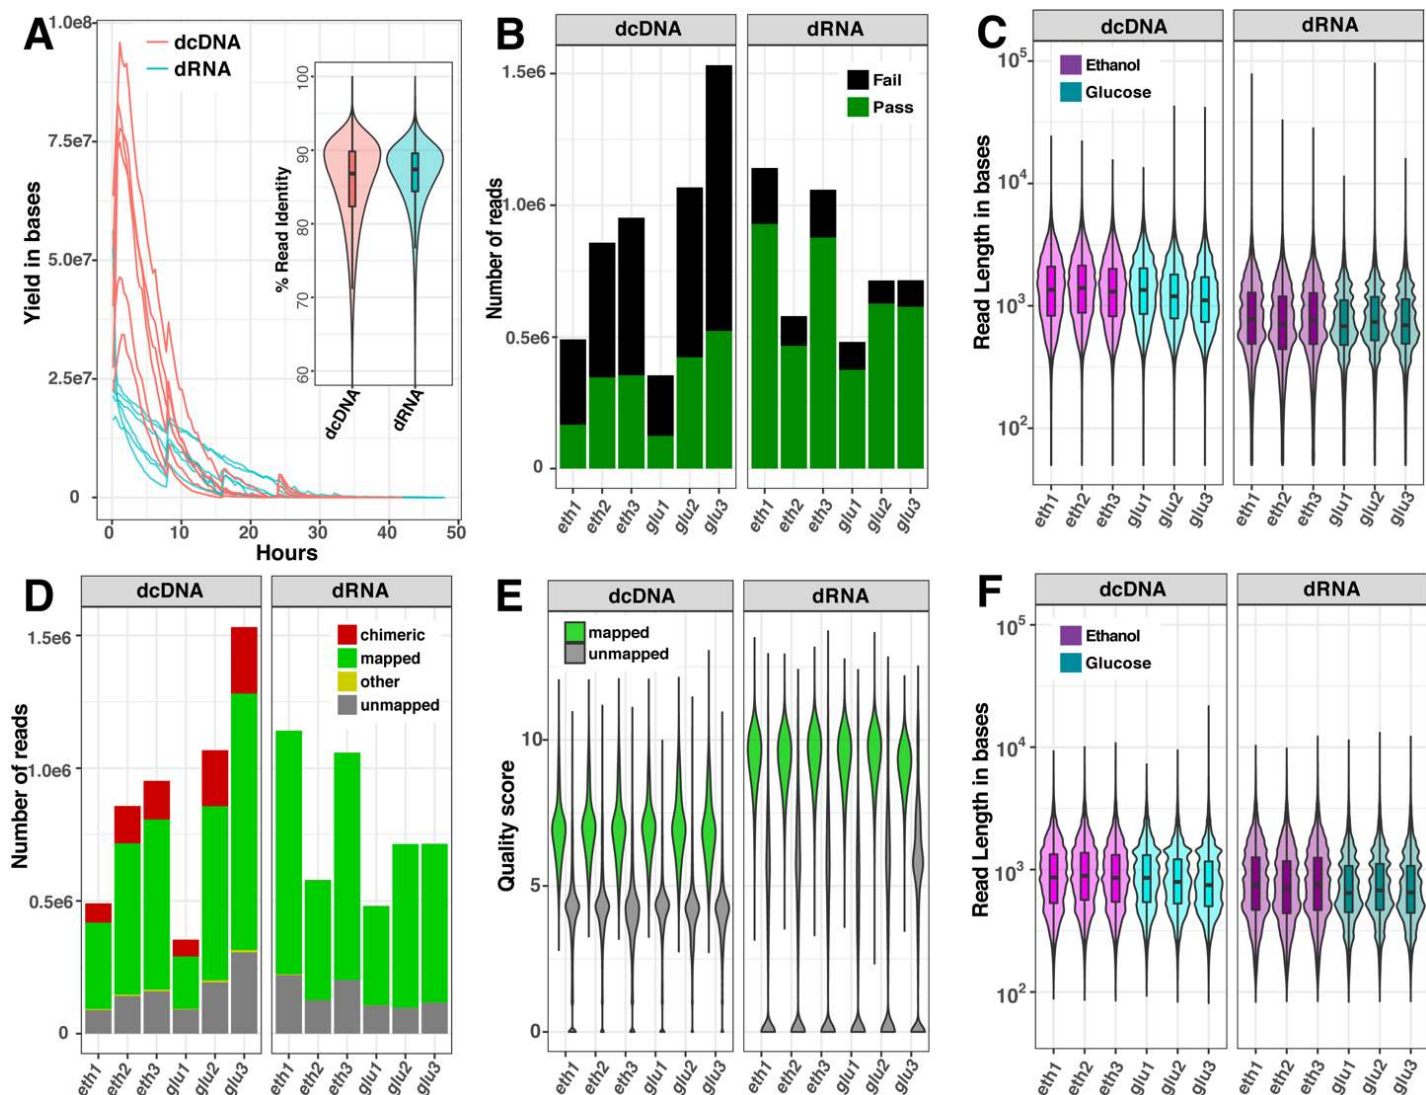 A
1.0e8
7.5e7
5.0e7
2.5e7
0
Yield in bases
dcDNA
dRNA
% Read Identity
100
90
80
70
60
dcDNA
dRNA
0 10 20 30 40 50
Hours
B
dcDNA dRNA
Fail
Pass
Number of reads
1.5e6
1.0e6
0.5e6
0
eth1 eth2 eth3 glu1 glu2 glu3 eth1 eth2 eth3 glu1 glu2 glu3
C
dcDNA dRNA
Ethanol
Glucose
Read Length in bases
10⁵
10⁴
10³
10²
eth1 eth2 eth3 glu1 glu2 glu3 eth1 eth2 eth3 glu1 glu2 glu3
D
dcDNA dRNA
chimeric
mapped
other
unmapped
Number of reads
1.5e6
1.0e6
0.5e6
0
eth1 eth2 eth3 glu1 glu2 glu3 eth1 eth2 eth3 glu1 glu2 glu3
E
dcDNA dRNA
mapped
unmapped
Quality score
10
5
0
eth1 eth2 eth3 glu1 glu2 glu3 eth1 eth2 eth3 glu1 glu2 glu3
F
dcDNA dRNA
Ethanol
Glucose
Read Length in bases
10⁵
10⁴
10³
10²
eth1 eth2 eth3 glu1 glu2 glu3 eth1 eth2 eth3 glu1 glu2 glu3